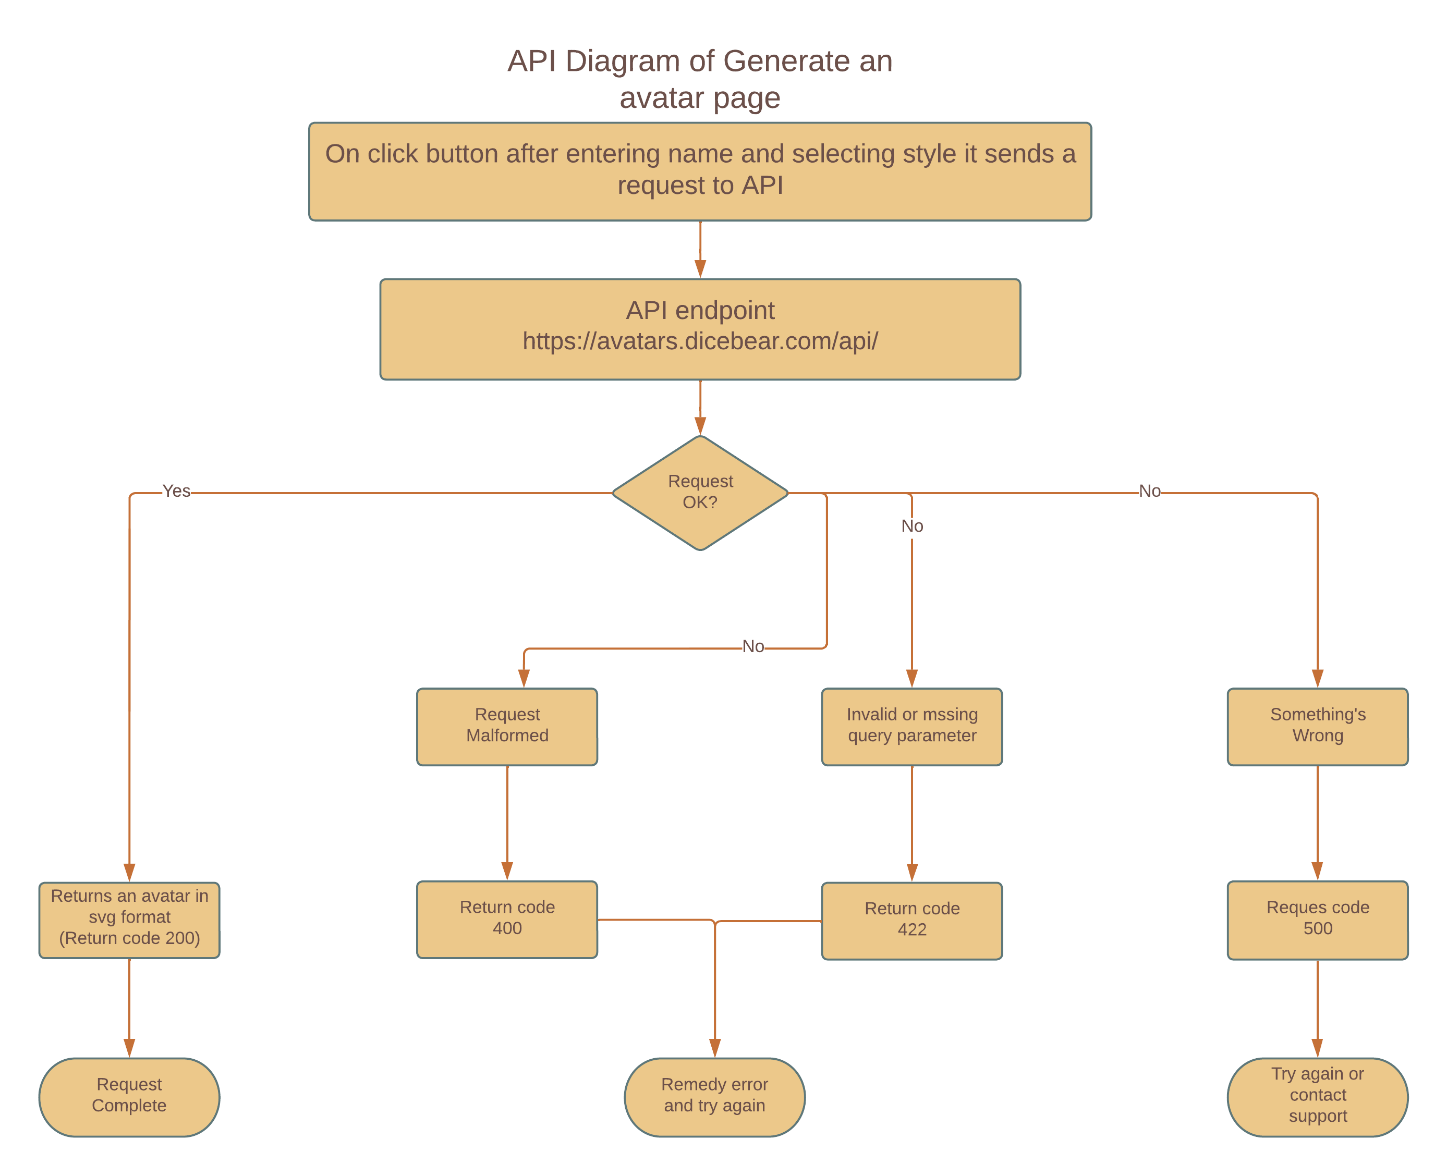 API Diagram of Generate an
avatar page
On click button after entering name and selecting style it sends a
request to API
API endpoint
https://avatars.dicebear.com/api/
Request
OK?
Yes
No
No
No
Request
Malformed
Invalid or mssing
query parameter
Something's
Wrong
Returns an avatar in
svg format
(Return code 200)
Return code
400
Return code
422
Reques code
500
Request
Complete
Remedy error
and try again
Try again or
contact
support